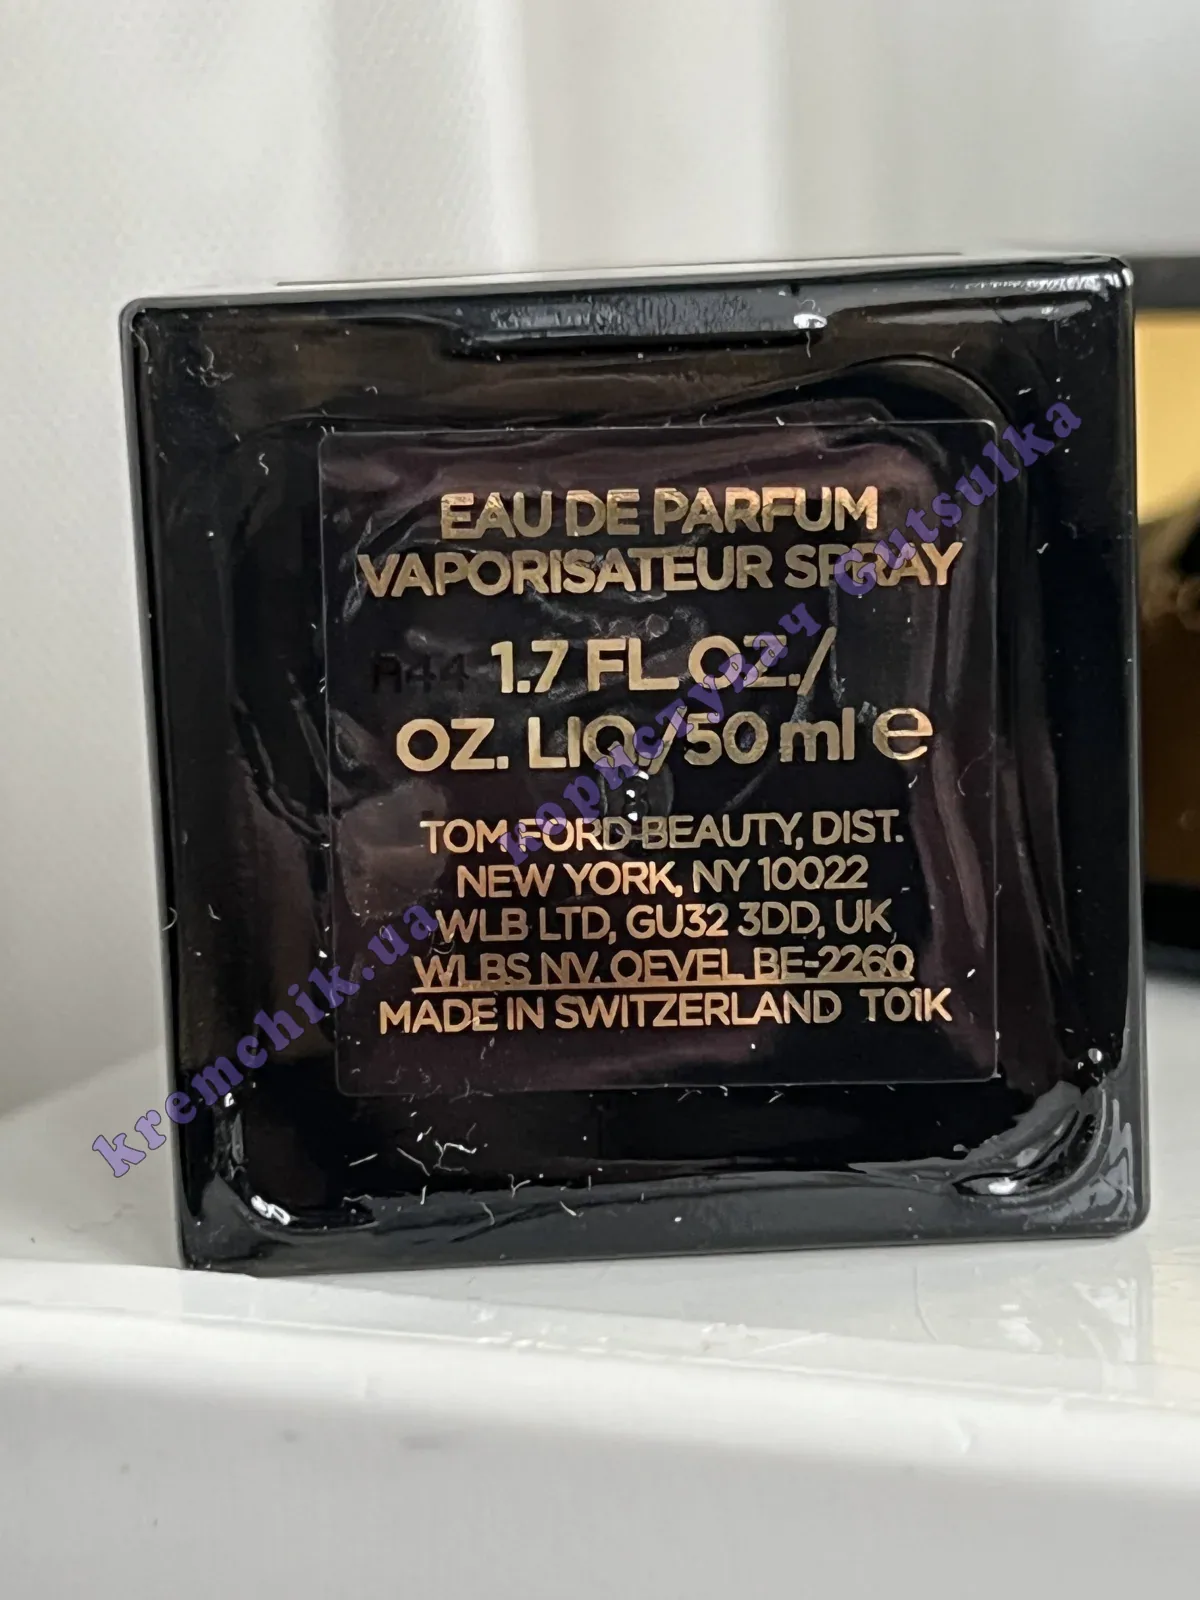 EAU DE PARFUM
VAPORISATEUR SPRAY
A44 1.7 FL OZ./
OZ. LIQ./50 ml e
TOM FORD BEAUTY, DIST.
NEW YORK, NY 10022
WLB LTD, GU32 3DD, UK
WLBS NV. OEVEL BE-2260
MADE IN SWITZERLAND T01K
kremchik.ua користувач Gutsulka